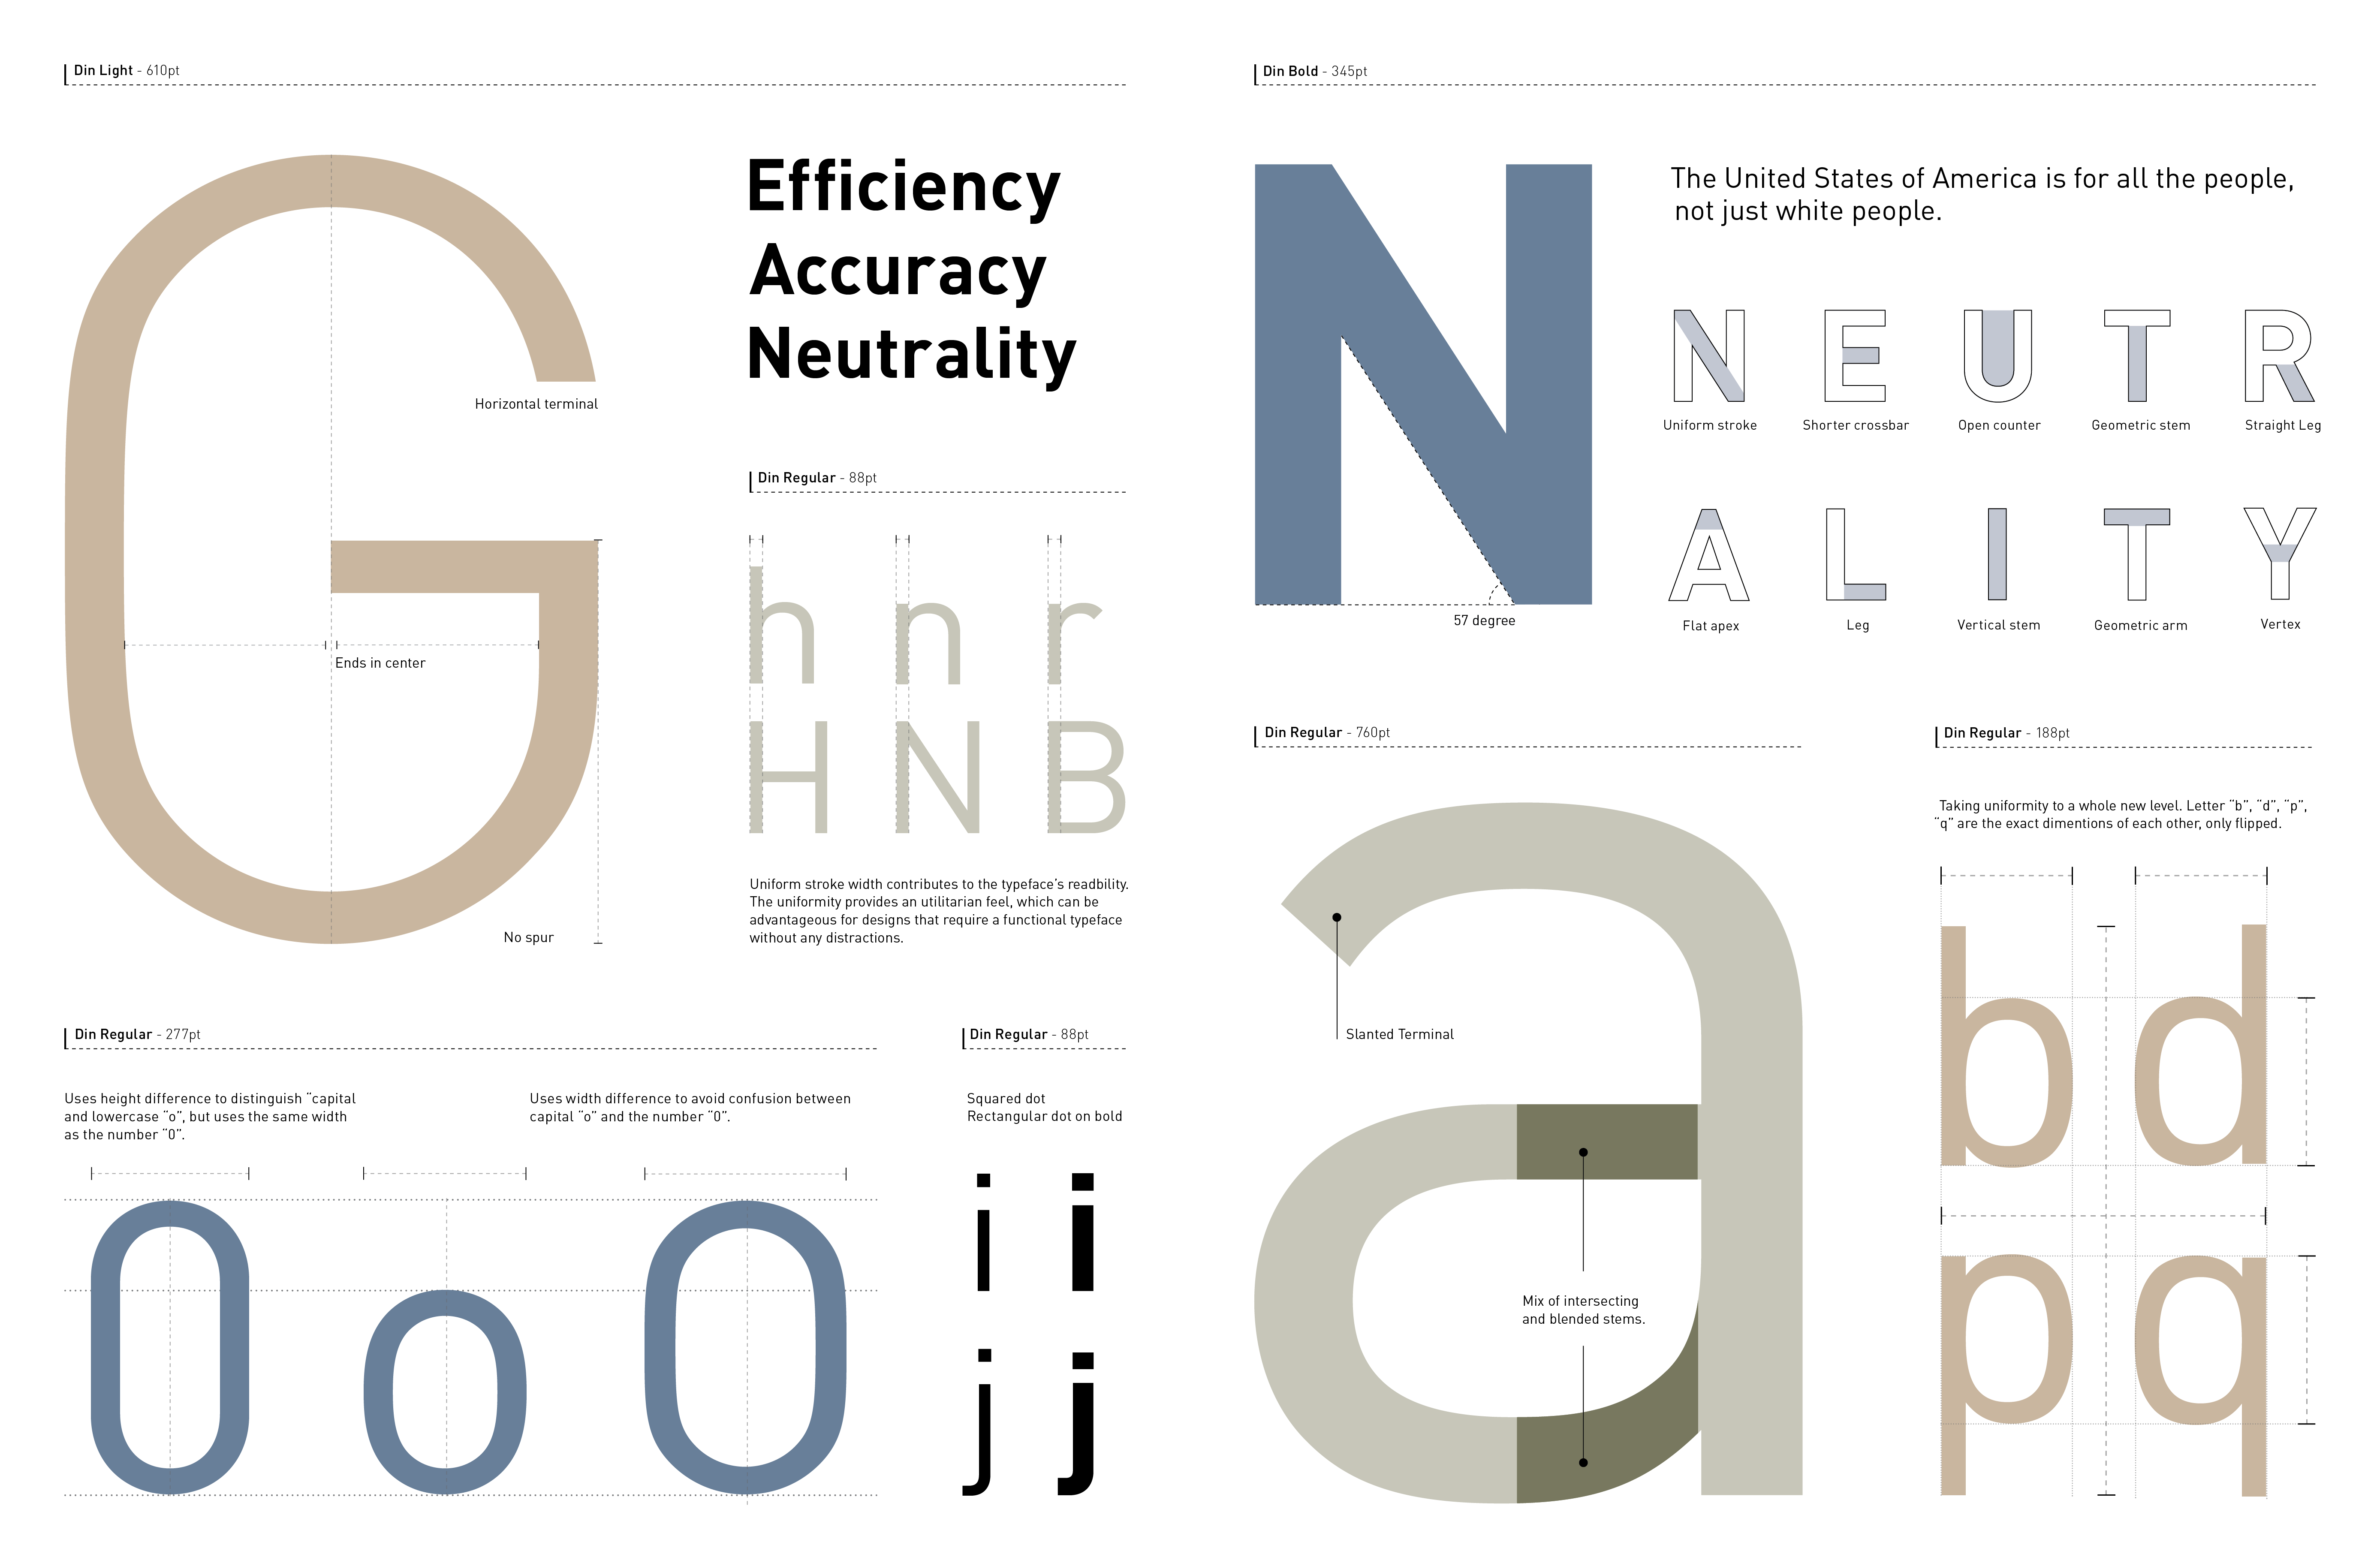 Din Light - 610pt
G
Horizontal terminal
Ends in center
No spur
Efficiency
Accuracy
Neutrality
Din Regular - 88pt
h n r
H N B
Uniform stroke width contributes to the typeface's readbility.
The uniformity provides an utilitarian feel, which can be
advantageous for designs that require a functional typeface
without any distractions.
Din Regular - 277pt
Uses height difference to distinguish “capital
and lowercase “o”, but uses the same width
as the number “0”.
Uses width difference to avoid confusion between
capital “o” and the number “0”.
0 o O
Din Regular - 88pt
Squared dot
Rectangular dot on bold
i i
j j
Din Bold - 345pt
N
57 degree
The United States of America is for all the people,
not just white people.
N E U T R
Uniform stroke Shorter crossbar Open counter Geometric stem Straight Leg
A L I T Y
Flat apex Leg Vertical stem Geometric arm Vertex
Din Regular - 760pt
a
Slanted Terminal
Mix of intersecting
and blended stems.
Din Regular - 188pt
Taking uniformity to a whole new level. Letter “b”, “d”, “p”,
“q” are the exact dimentions of each other, only flipped.
b d
p q